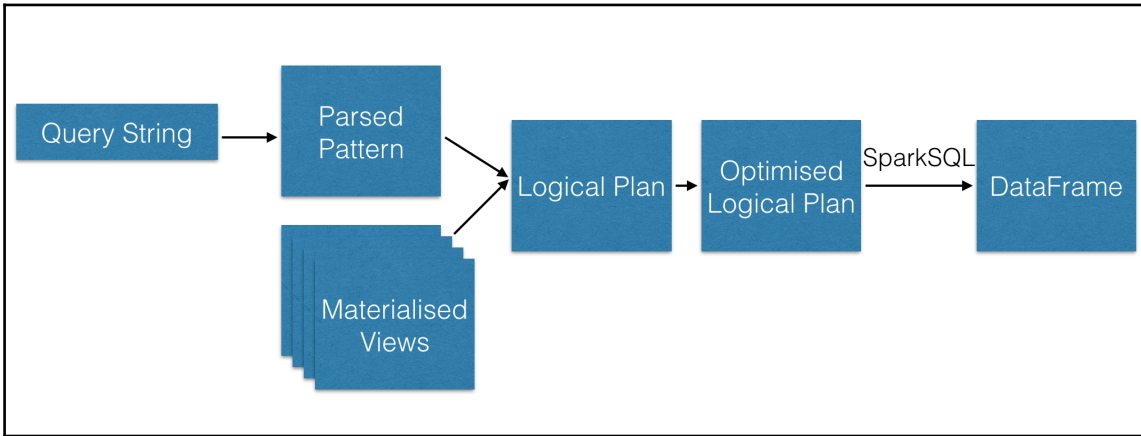 Query String
Parsed
Pattern
Materialised
Views
Logical Plan
Optimised
Logical Plan
SparkSQL
DataFrame